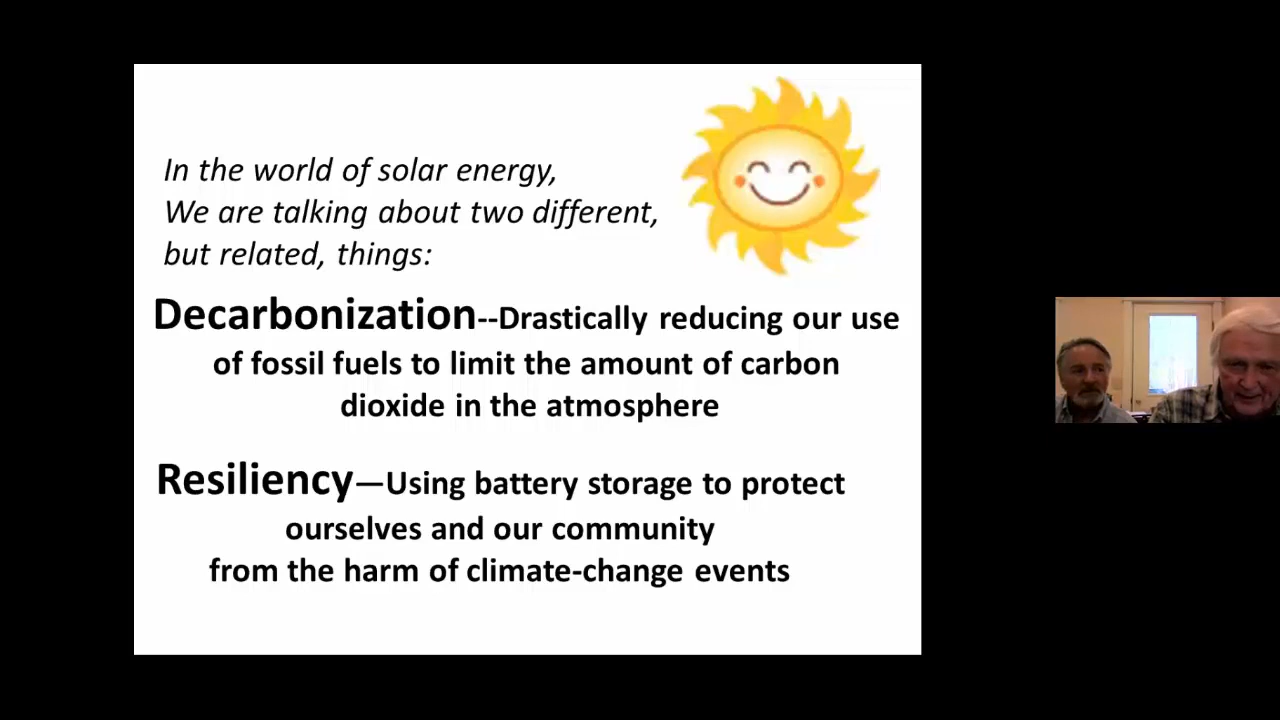 In the world of solar energy,
We are talking about two different,
but related, things:
Decarbonization--Drastically reducing our use
of fossil fuels to limit the amount of carbon
dioxide in the atmosphere
Resiliency—Using battery storage to protect
ourselves and our community
from the harm of climate-change events